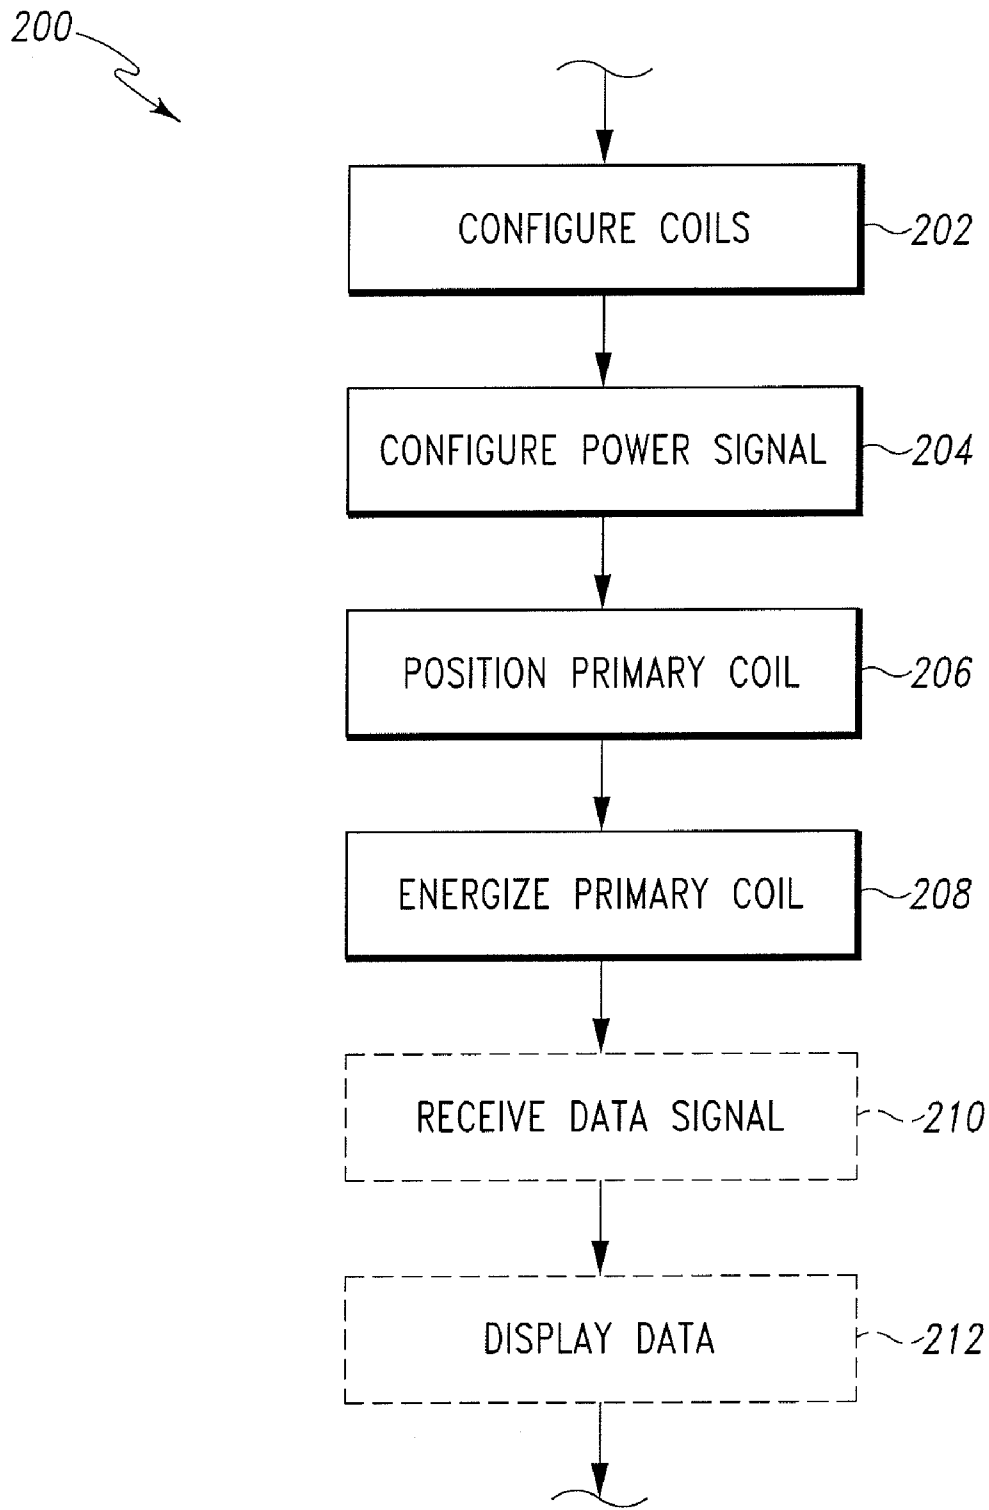 200
CONFIGURE COILS
202
CONFIGURE POWER SIGNAL
204
POSITION PRIMARY COIL
206
ENERGIZE PRIMARY COIL
208
RECEIVE DATA SIGNAL
210
DISPLAY DATA
212